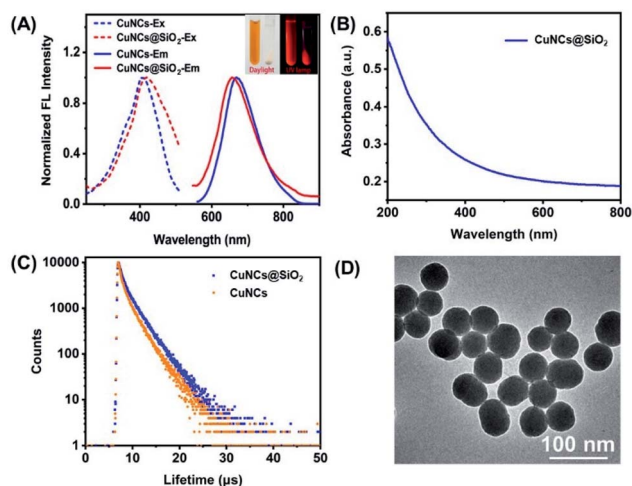 (A)
CuNCs-Ex
CuNCs@SiO₂-Ex
CuNCs-Em
CuNCs@SiO₂-Em
Daylight
UV lamp
Normalized FL Intensity
1.0
0.8
0.4
0.0
400
600
800
Wavelength (nm)
(B)
CuNCs@SiO₂
Absorbance (a.u.)
0.6
0.5
0.4
0.3
0.2
200
400
600
800
Wavelength (nm)
(C)
CuNCs@SiO₂
CuNCs
Counts
10000
1000
100
10
1
0
10
20
30
40
50
Lifetime (μs)
(D)
100 nm